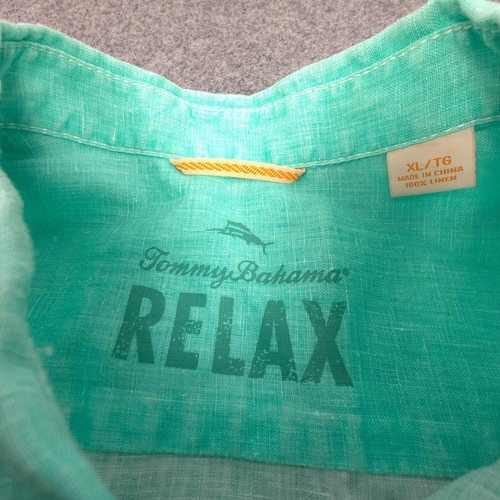 XL/TG
MADE IN CHINA
100% LINEN
Tommy Bahama®
RELAX